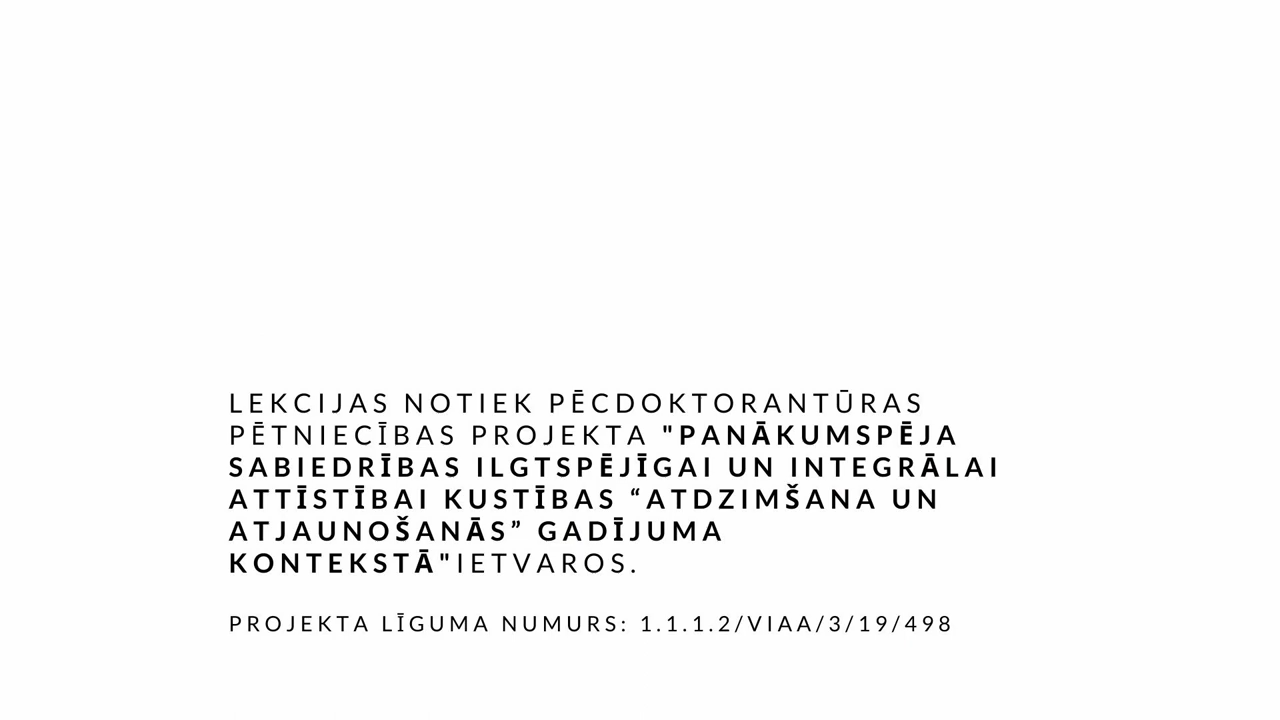 LEKCIJAS NOTIEK PĒCDOKTORANTŪRAS
PĒTNIECĪBAS PROJEKTA "PANĀKUMSPĒJA
SABIEDRĪBAS ILGTSPĒJĪGAI UN INTEGRĀLAI
ATTĪSTĪBAI KUSTĪBAS “ATDZIMŠANA UN
ATJAUNOŠANĀS” GADĪJUMA
KONTEKSTĀ"IETVAROS.
PROJEKTA LĪGUMA NUMURS: 1.1.1.2/VIAA/3/19/498